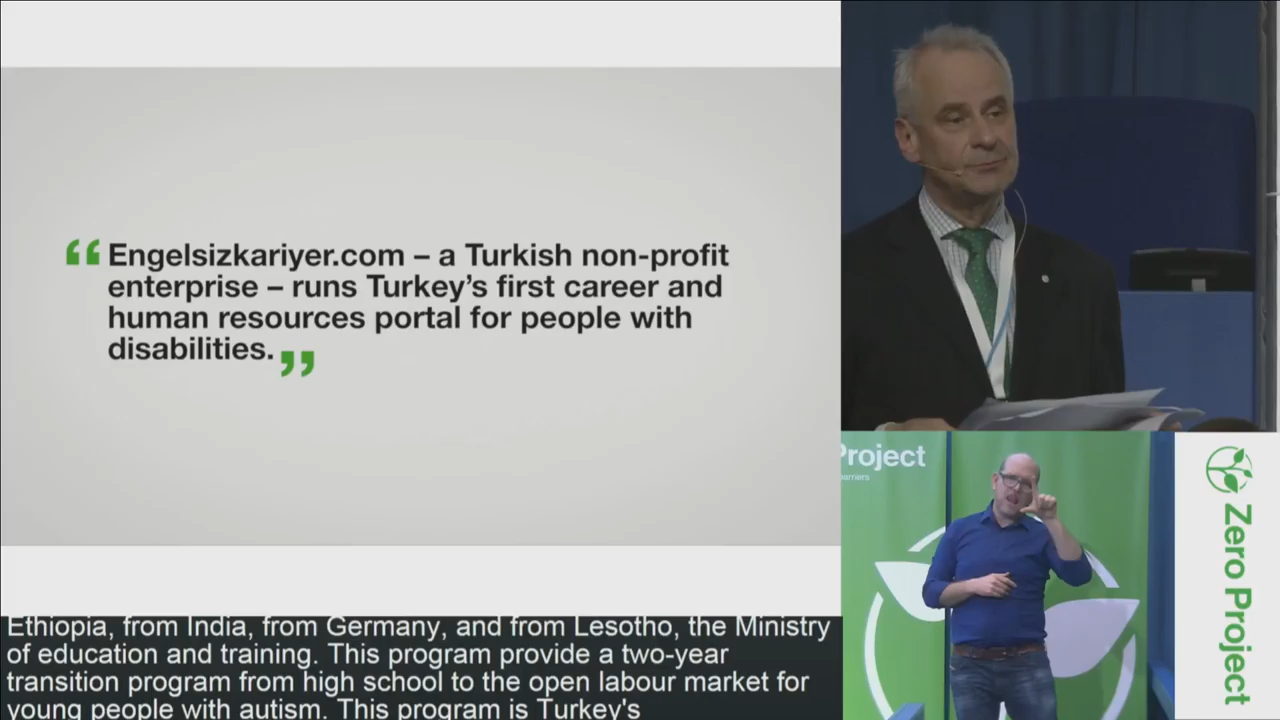 “ Engelsizkariyer.com – a Turkish non-profit
enterprise – runs Turkey’s first career and
human resources portal for people with
disibilities. ”
Ethiopia, from India, from Germany, and from Lesotho, the Ministry
of education and training. This program provide a two-year
transition program from high school to the open labour market for
young people with autism. This program is Turkey's
Project
barriers
Zero Project